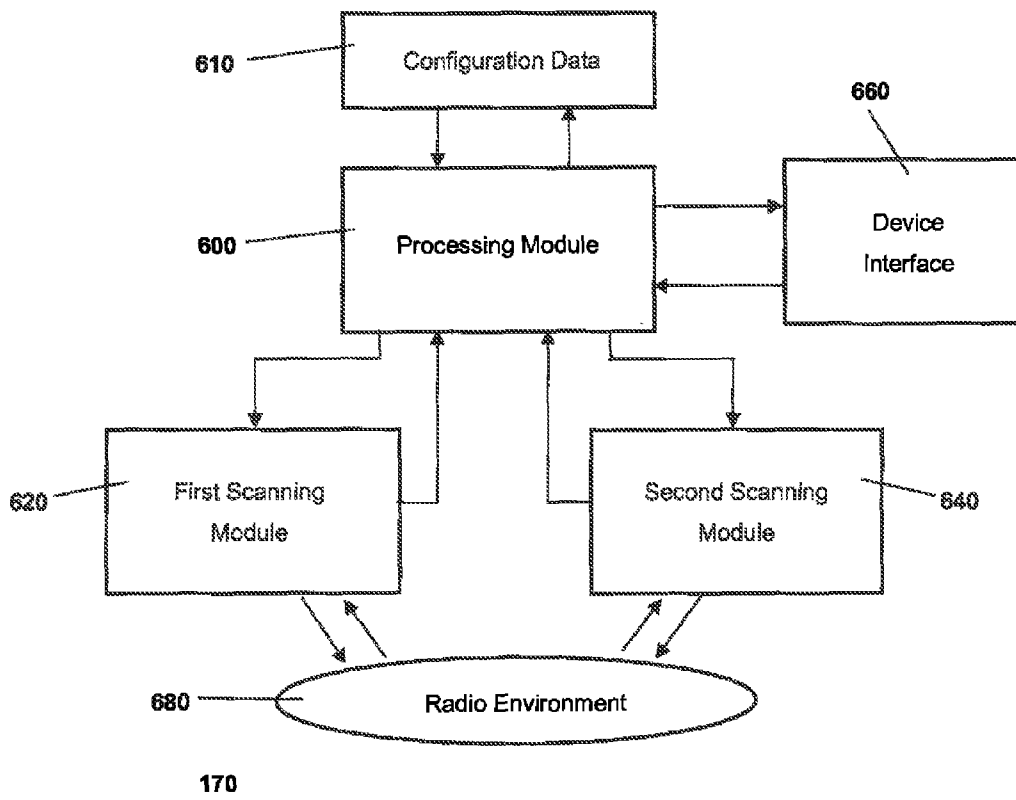 610
Configuration Data
660
600
Processing Module
Device
Interface
620
First Scanning
Module
Second Scanning
Module
640
680
Radio Environment
170